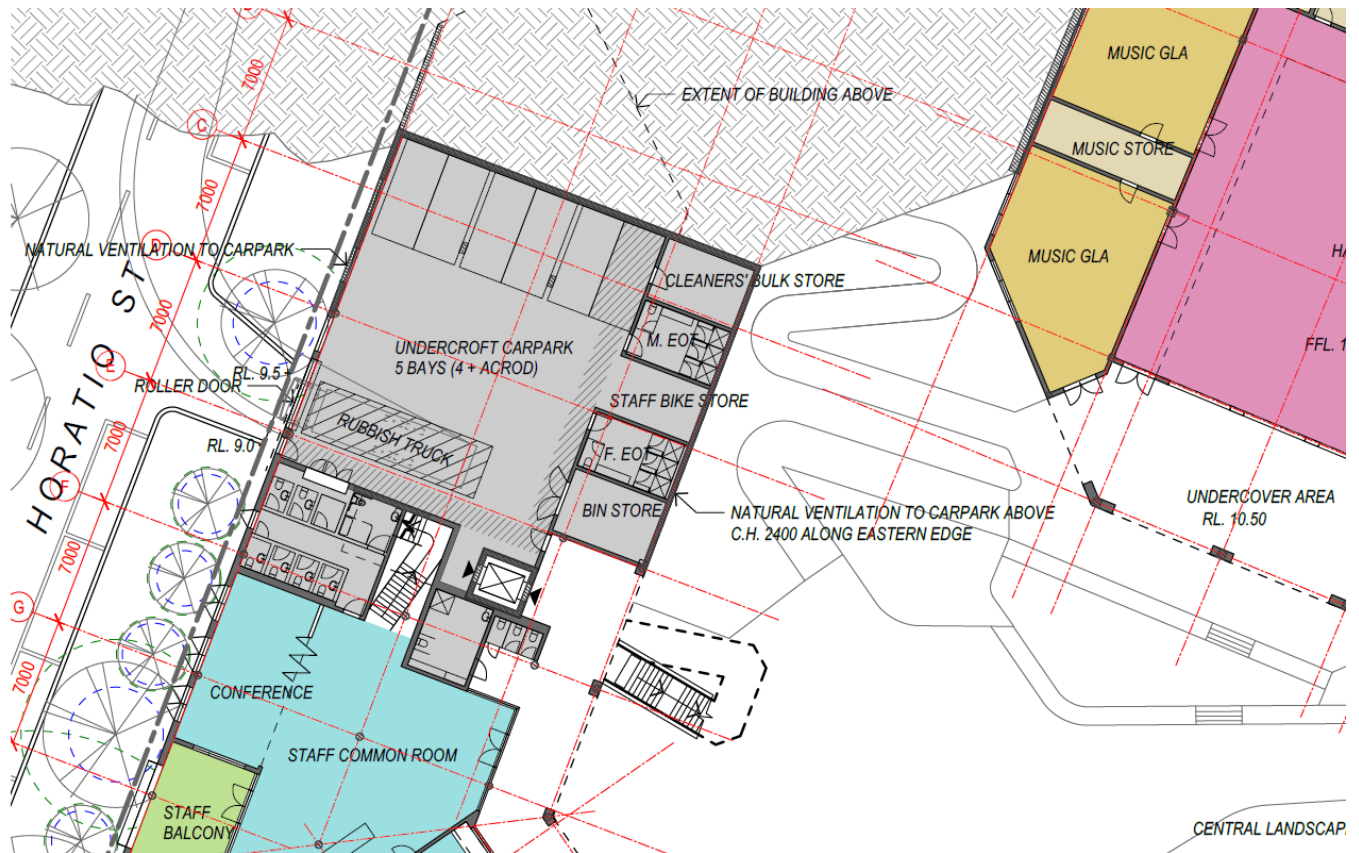 7000
C
7000
D
7000
E
7000
F
7000
G
7000
HORATIO ST
EXTENT OF BUILDING ABOVE
MUSIC GLA
MUSIC STORE
MUSIC GLA
NATURAL VENTILATION TO CARPARK
CLEANERS' BULK STORE
M. EOT
UNDERCROFT CARPARK
5 BAYS (4 + ACROD)
RL. 9.5
ROLLER DOOR
STAFF BIKE STORE
RUBBISH TRUCK
RL. 9.0
F. EOT
BIN STORE
NATURAL VENTILATION TO CARPARK ABOVE
C.H. 2400 ALONG EASTERN EDGE
FFL. 1
UNDERCOVER AREA
RL. 10.50
CONFERENCE
STAFF COMMON ROOM
STAFF
BALCONY
CENTRAL LANDSCAP